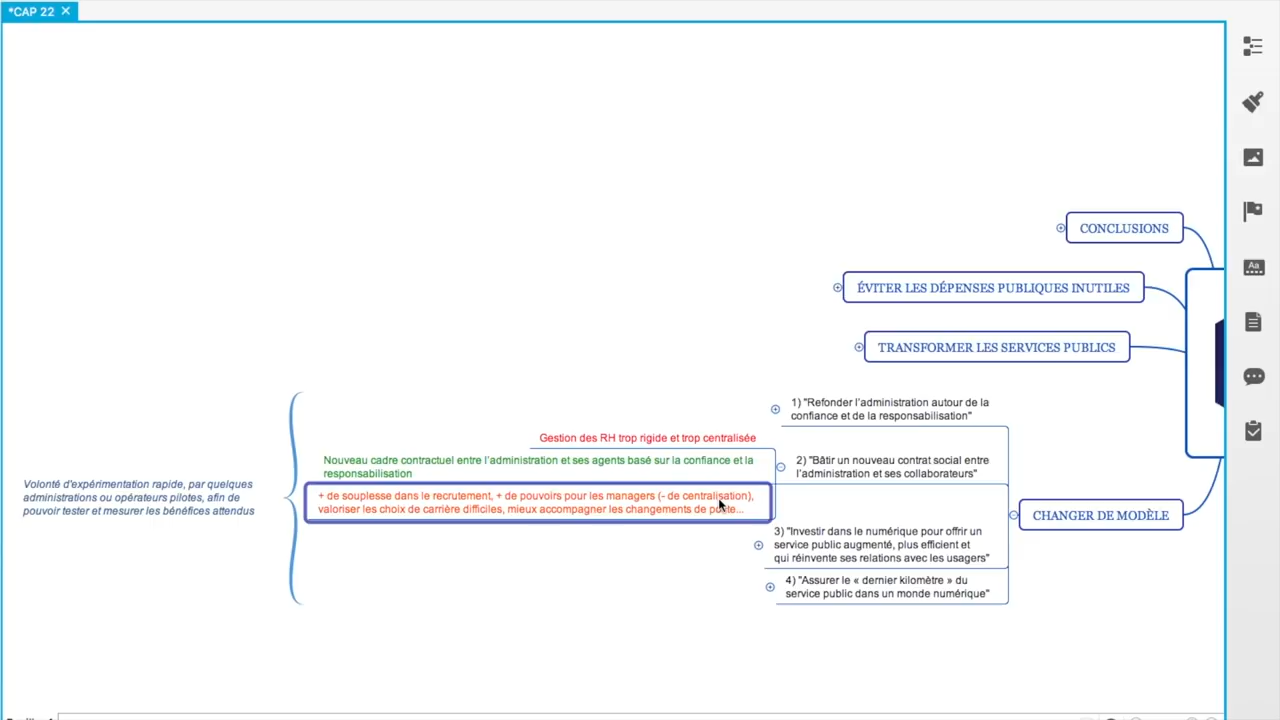 *CAP 22
CONCLUSIONS
ÉVITER LES DÉPENSES PUBLIQUES INUTILES
TRANSFORMER LES SERVICES PUBLICS
CHANGER DE MODÈLE
1) "Refonder l'administration autour de la
confiance et de la responsabilisation"
2) "Bâtir un nouveau contrat social entre
l'administration et ses collaborateurs"
Gestion des RH trop rigide et trop centralisée
Nouveau cadre contractuel entre l'administration et ses agents basé sur la confiance et la
responsabilisation
+ de souplesse dans le recrutement, + de pouvoirs pour les managers (- de centralisation),
valoriser les choix de carrière difficiles, mieux accompagner les changements de poste...
3) "Investir dans le numérique pour offrir un
service public augmenté, plus efficient et
qui réinvente ses relations avec les usagers"
4) "Assurer le « dernier kilomètre » du
service public dans un monde numérique"
Volonté d'expérimentation rapide, par quelques
administrations ou opérateurs pilotes, afin de
pouvoir tester et mesurer les bénéfices attendus
Aa